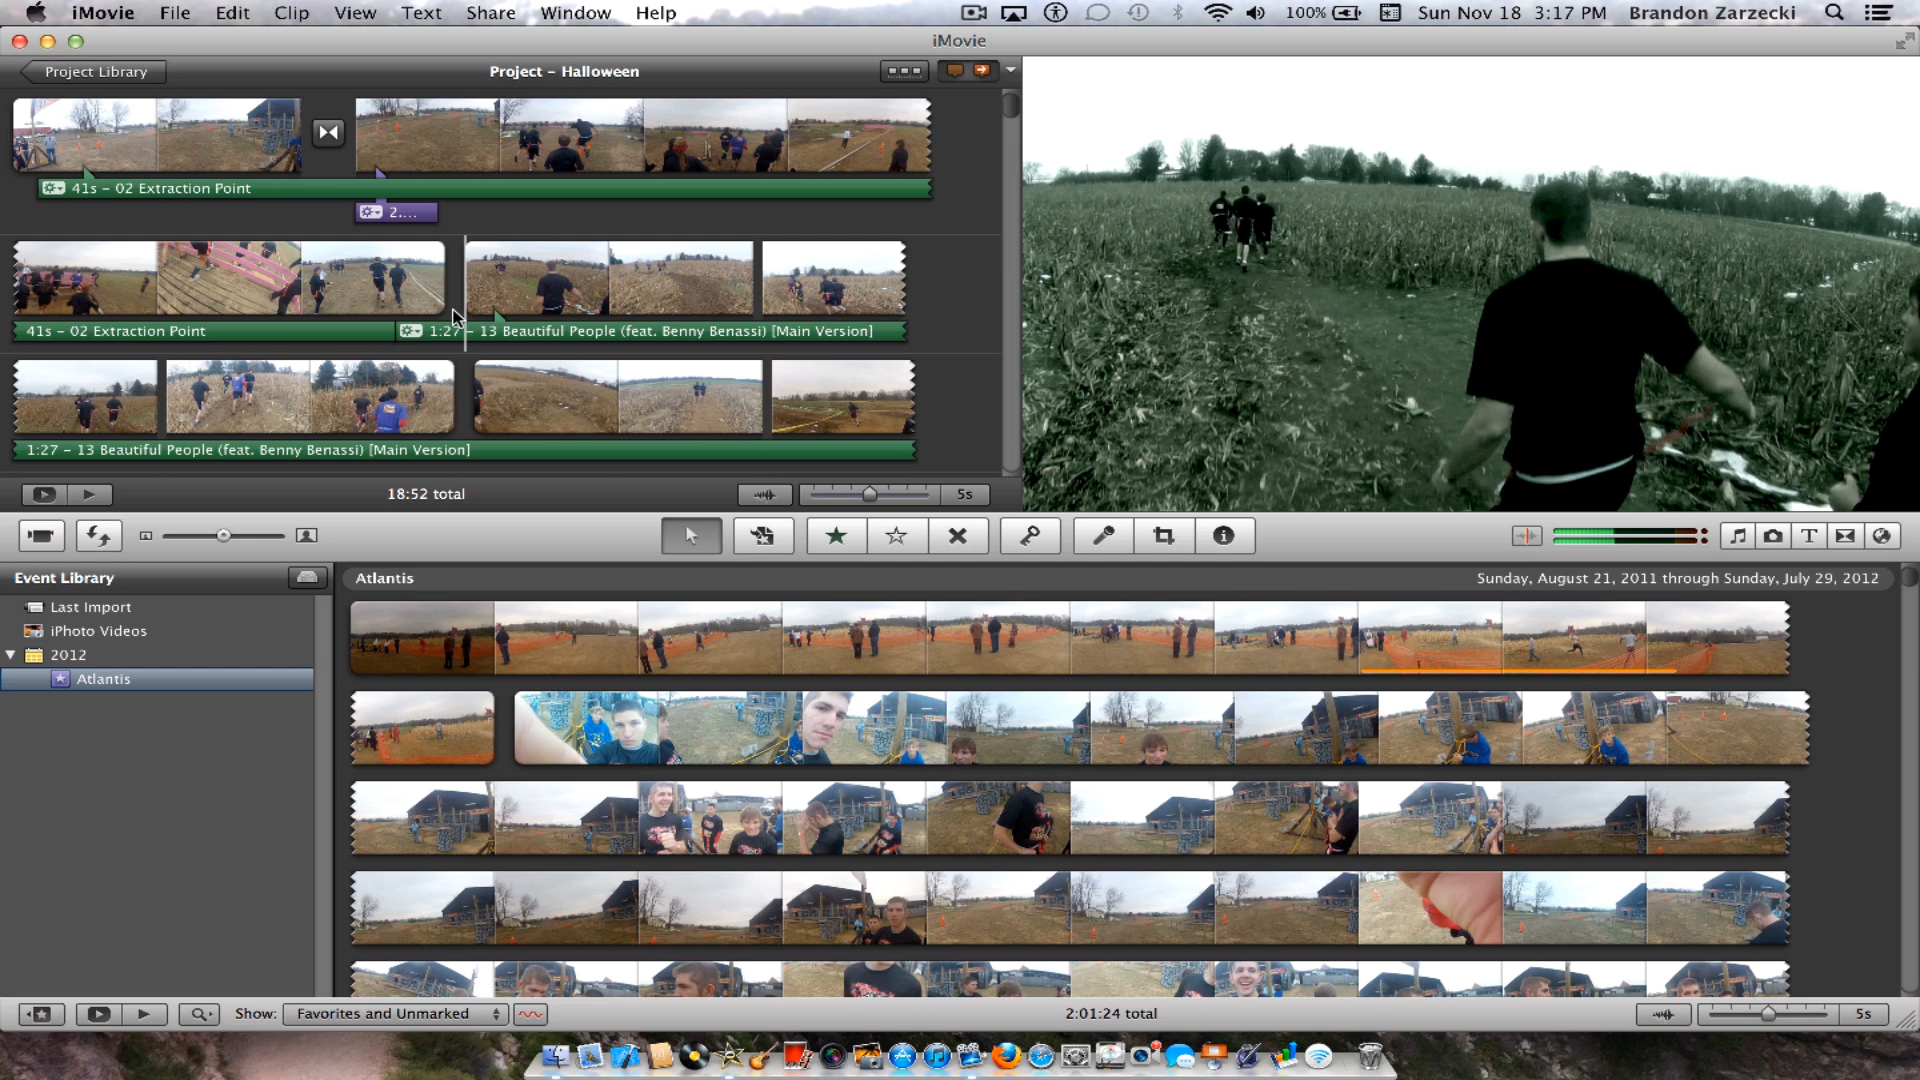 iMovie File Edit Clip View Text Share Window Help 100% Sun Nov 18 3:17 PM Brandon Zarzecki
iMovie
Project Library Project – Halloween
41s – 02 Extraction Point
2....
41s – 02 Extraction Point 1:27 – 13 Beautiful People (feat. Benny Benassi) [Main Version]
1:27 – 13 Beautiful People (feat. Benny Benassi) [Main Version]
18:52 total 5s
Event Library Atlantis Sunday, August 21, 2011 through Sunday, July 29, 2012
Last Import
iPhoto Videos
2012
Atlantis
Show: Favorites and Unmarked 2:01:24 total 5s